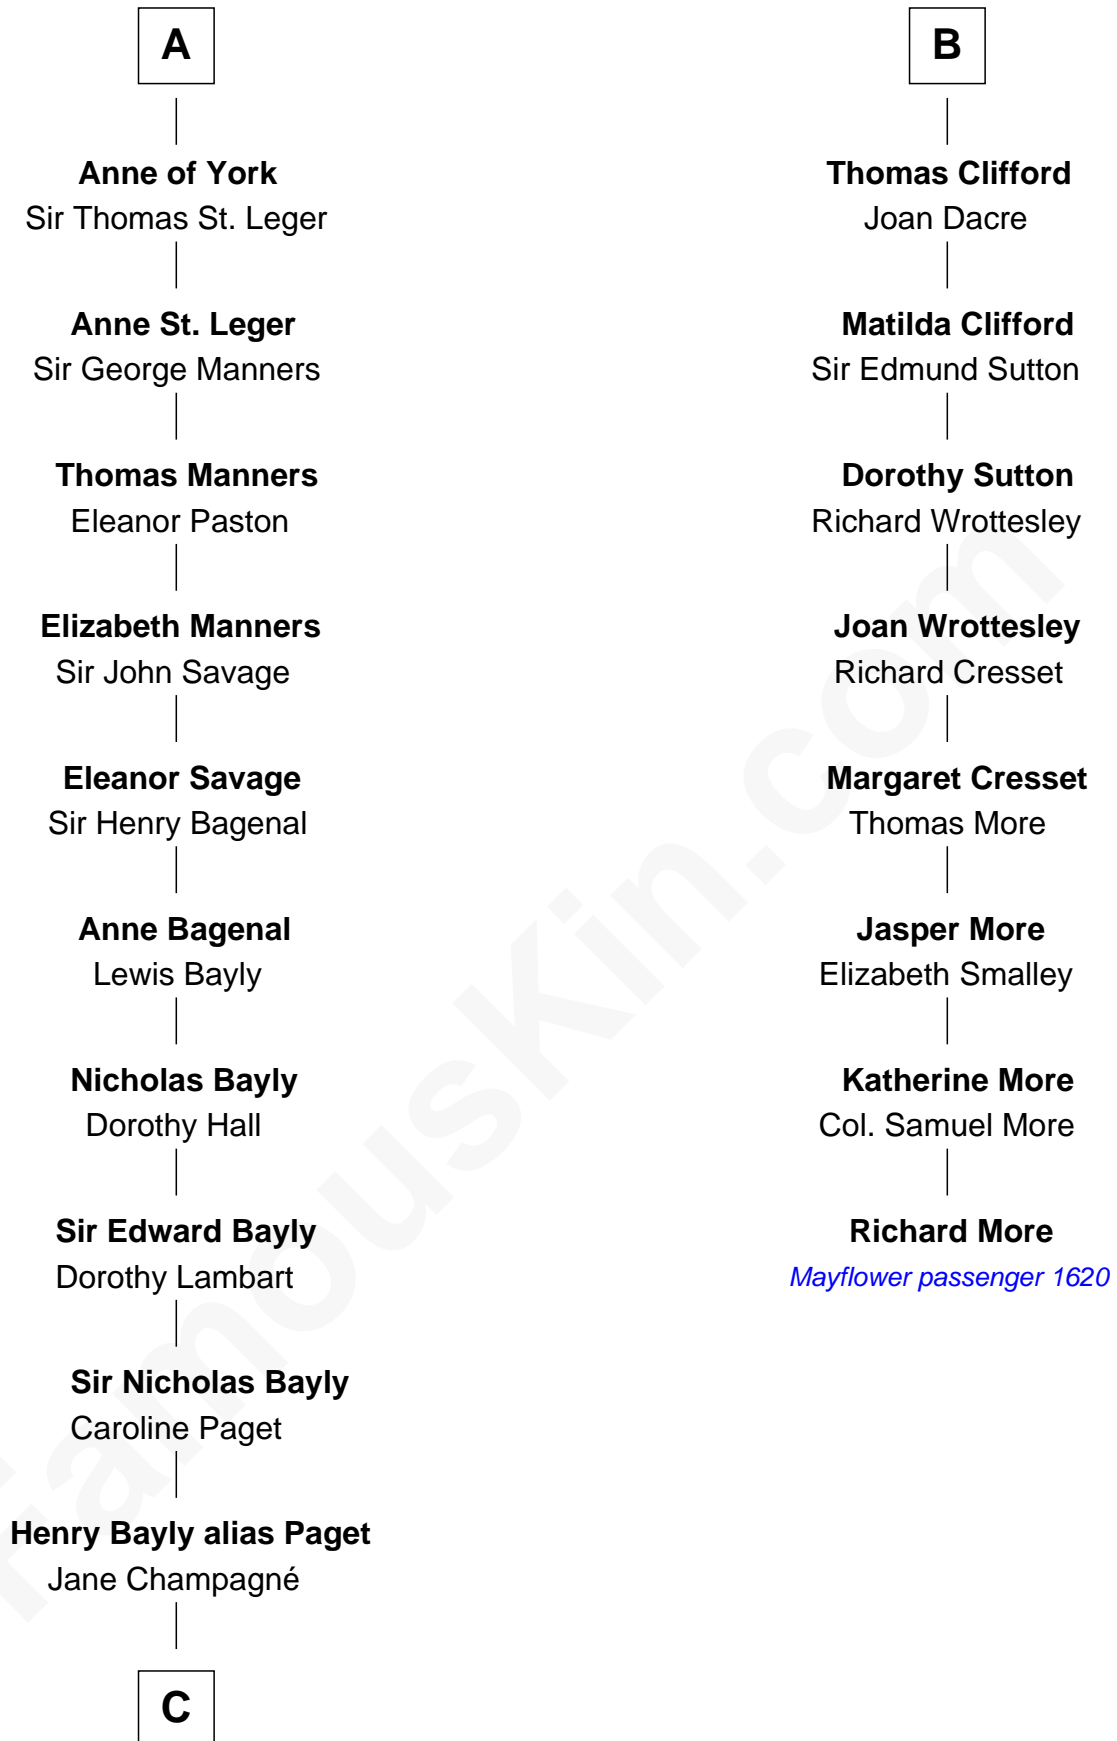 A
Anne of York
Sir Thomas St. Leger
Anne St. Leger
Sir George Manners
Thomas Manners
Eleanor Paston
Elizabeth Manners
Sir John Savage
Eleanor Savage
Sir Henry Bagenal
Anne Bagenal
Lewis Bayly
Nicholas Bayly
Dorothy Hall
Sir Edward Bayly
Dorothy Lambart
Sir Nicholas Bayly
Caroline Paget
Henry Bayly alias Paget
Jane Champagné
C
B
Thomas Clifford
Joan Dacre
Matilda Clifford
Sir Edmund Sutton
Dorothy Sutton
Richard Wrottesley
Joan Wrottesley
Richard Cresset
Margaret Cresset
Thomas More
Jasper More
Elizabeth Smalley
Katherine More
Col. Samuel More
Richard More
Mayflower passenger 1620
FamousKin.com